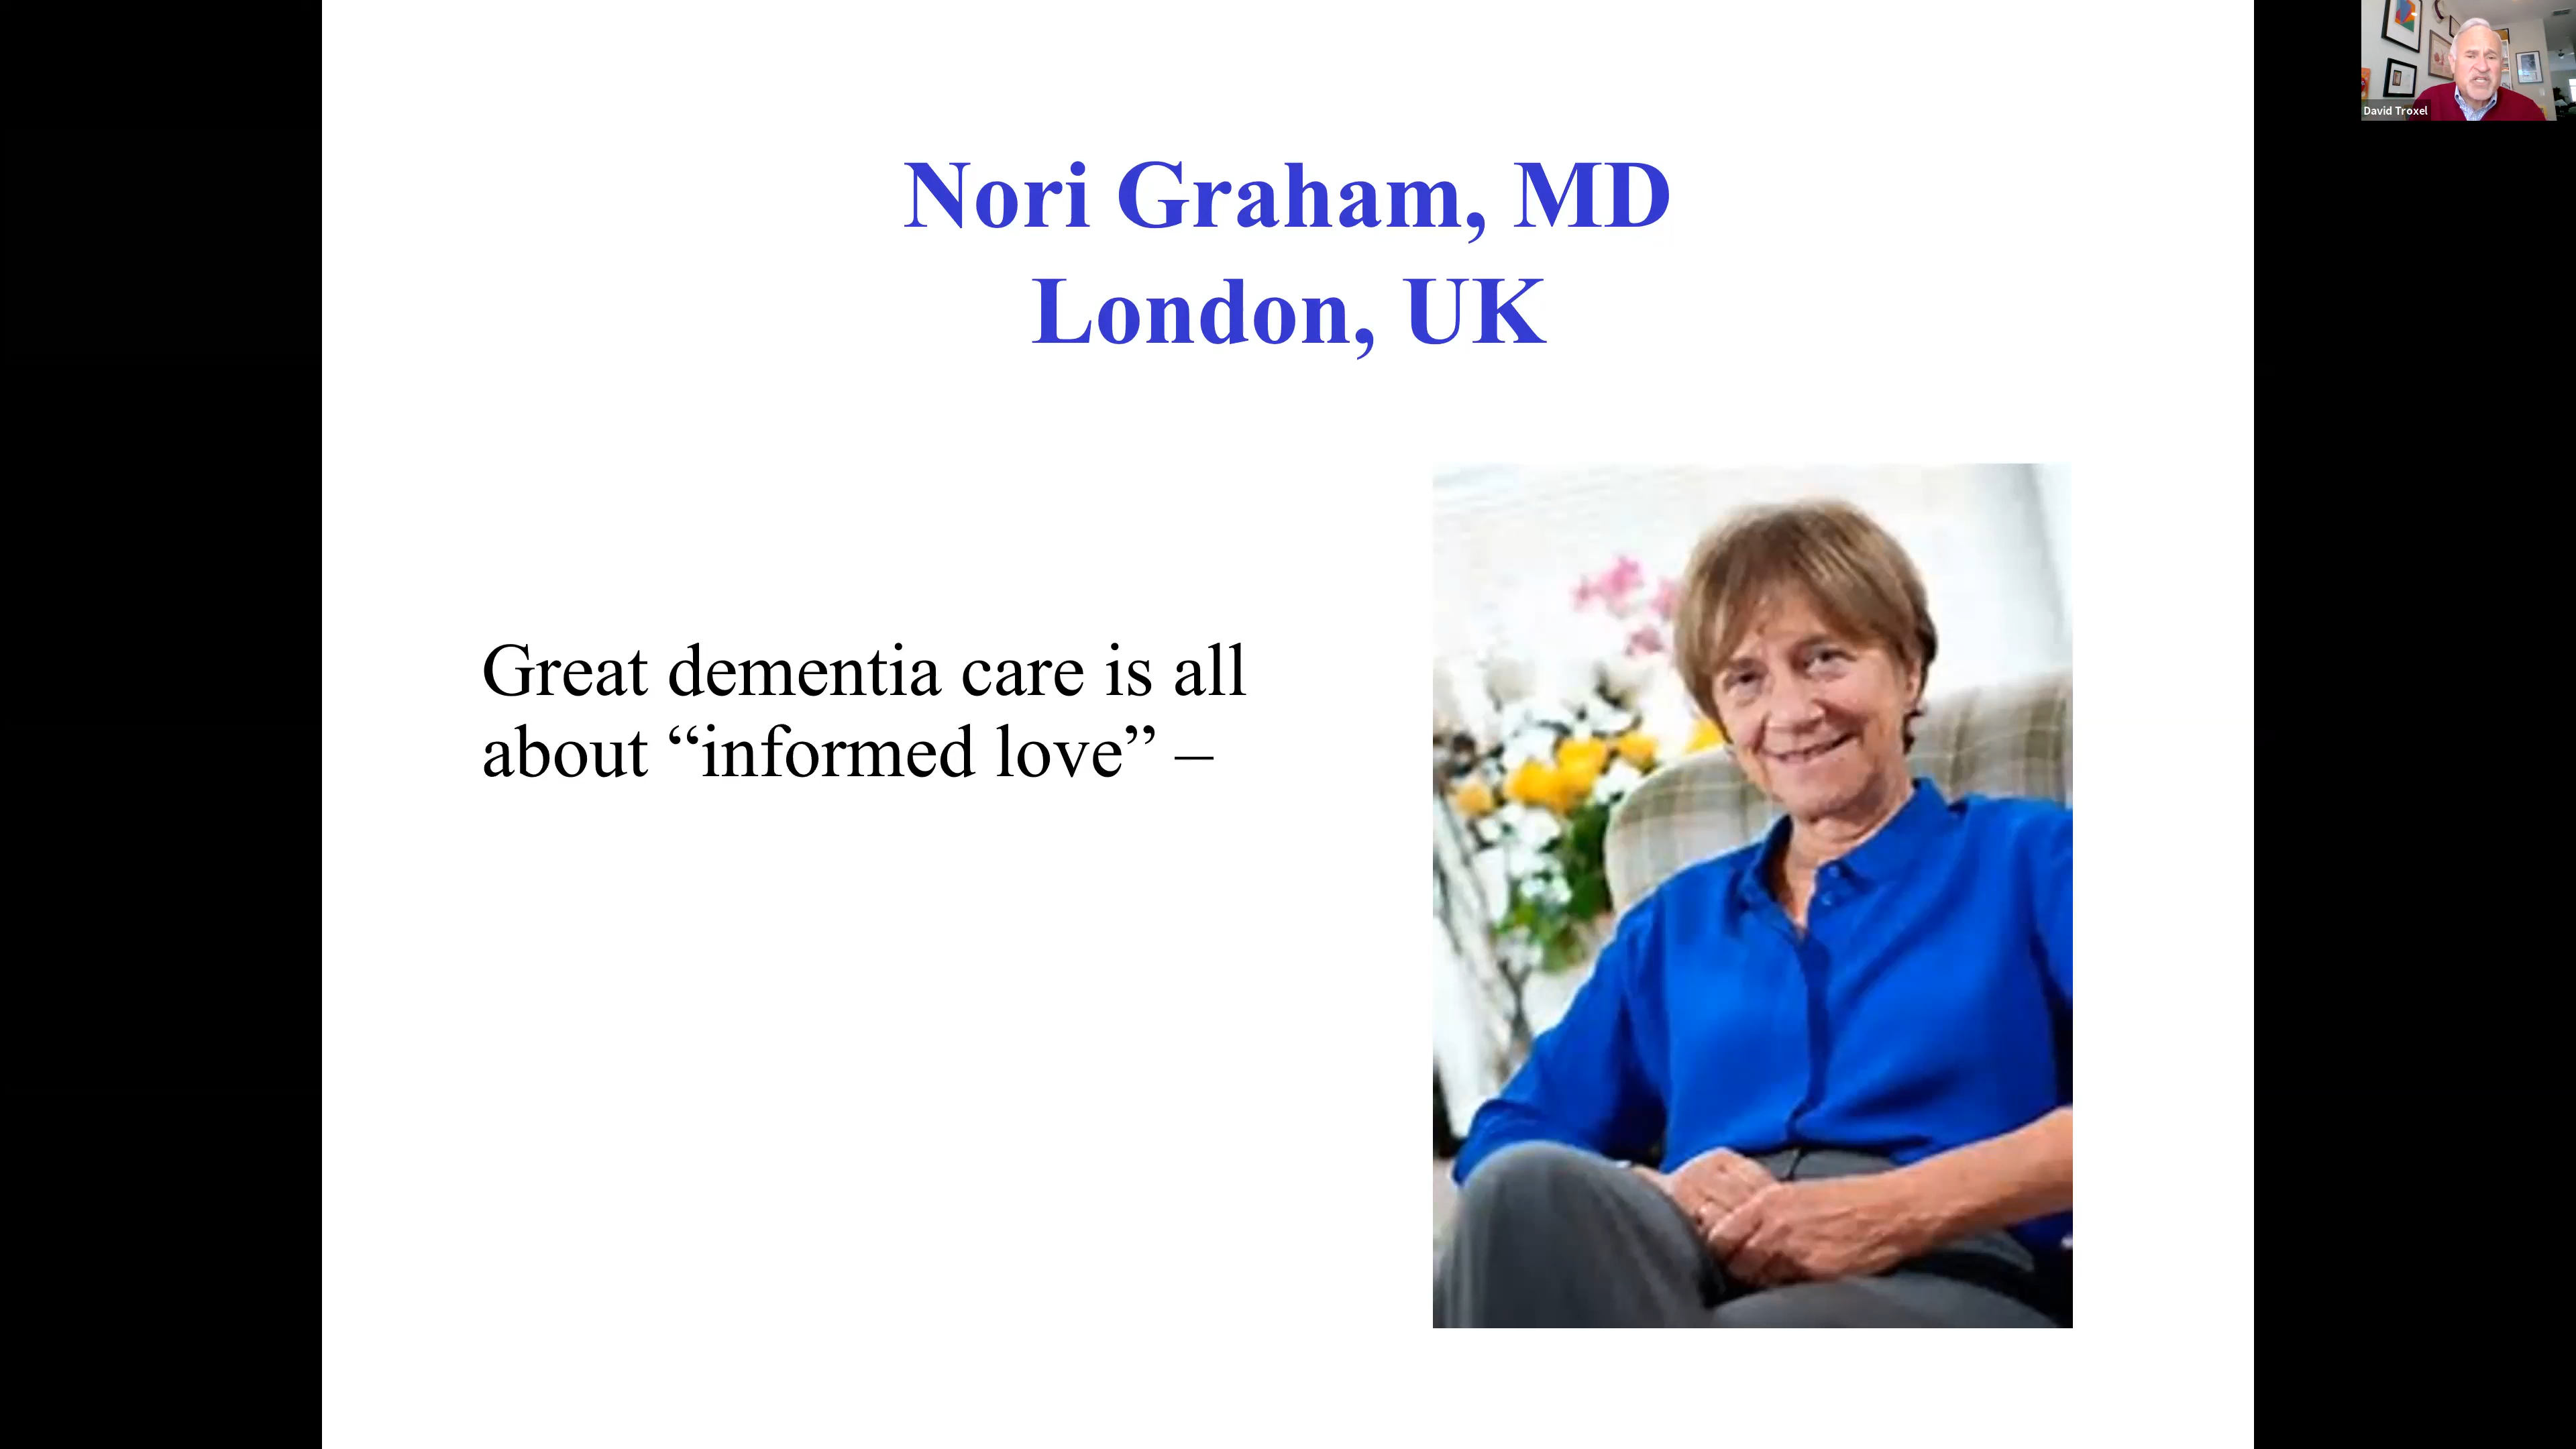 Nori Graham, MD
London, UK
Great dementia care is all
about “informed love” –
David Troxel